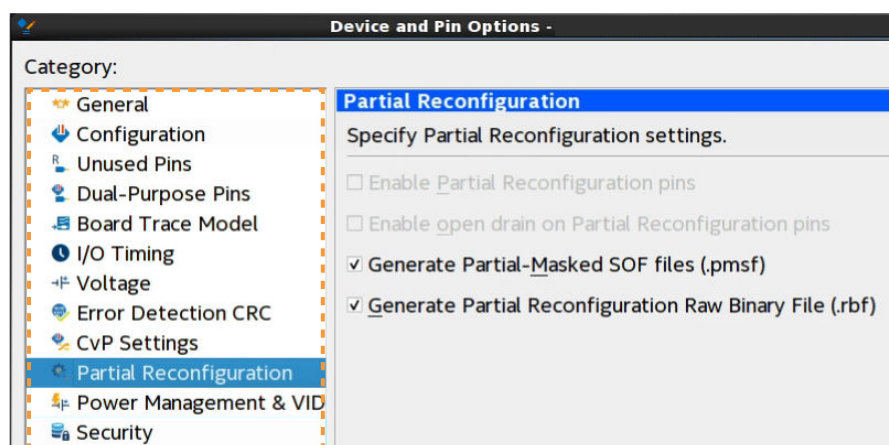 Device and Pin Options -
Category:
General
Configuration
Unused Pins
Dual-Purpose Pins
Board Trace Model
I/O Timing
Voltage
Error Detection CRC
CvP Settings
Partial Reconfiguration
Power Management & VID
Security
Partial Reconfiguration
Specify Partial Reconfiguration settings.
Enable Partial Reconfiguration pins
Enable open drain on Partial Reconfiguration pins
Generate Partial-Masked SOF files (.pmsf)
Generate Partial Reconfiguration Raw Binary File (.rbf)